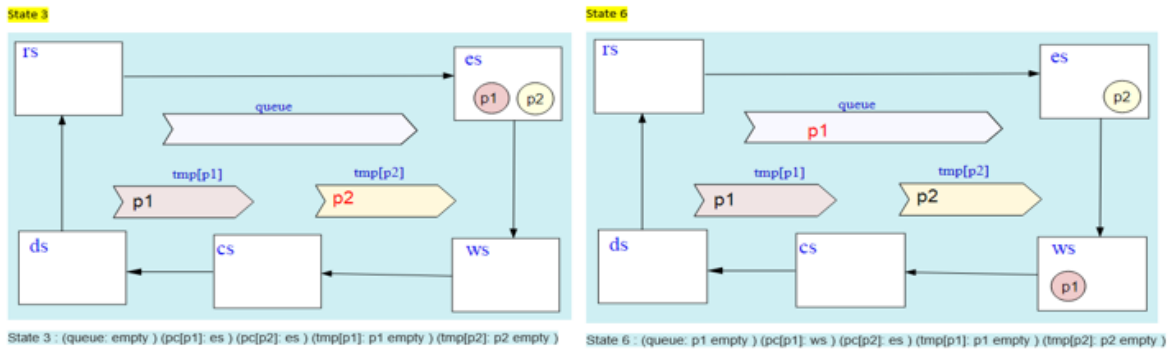 State 3
rs
es
p1
p2
queue
tmp[p1]
tmp[p2]
p1
p2
ds
cs
ws
State 3 : (queue: empty ) (pc[p1]: es ) (pc[p2]: es ) (tmp[p1]: p1 empty ) (tmp[p2]: p2 empty )
State 6
rs
es
p2
queue
p1
tmp[p1]
tmp[p2]
p1
p2
ds
cs
ws
p1
State 6 : (queue: p1 empty ) (pc[p1]: ws ) (pc[p2]: es ) (tmp[p1]: p1 empty ) (tmp[p2]: p2 empty )